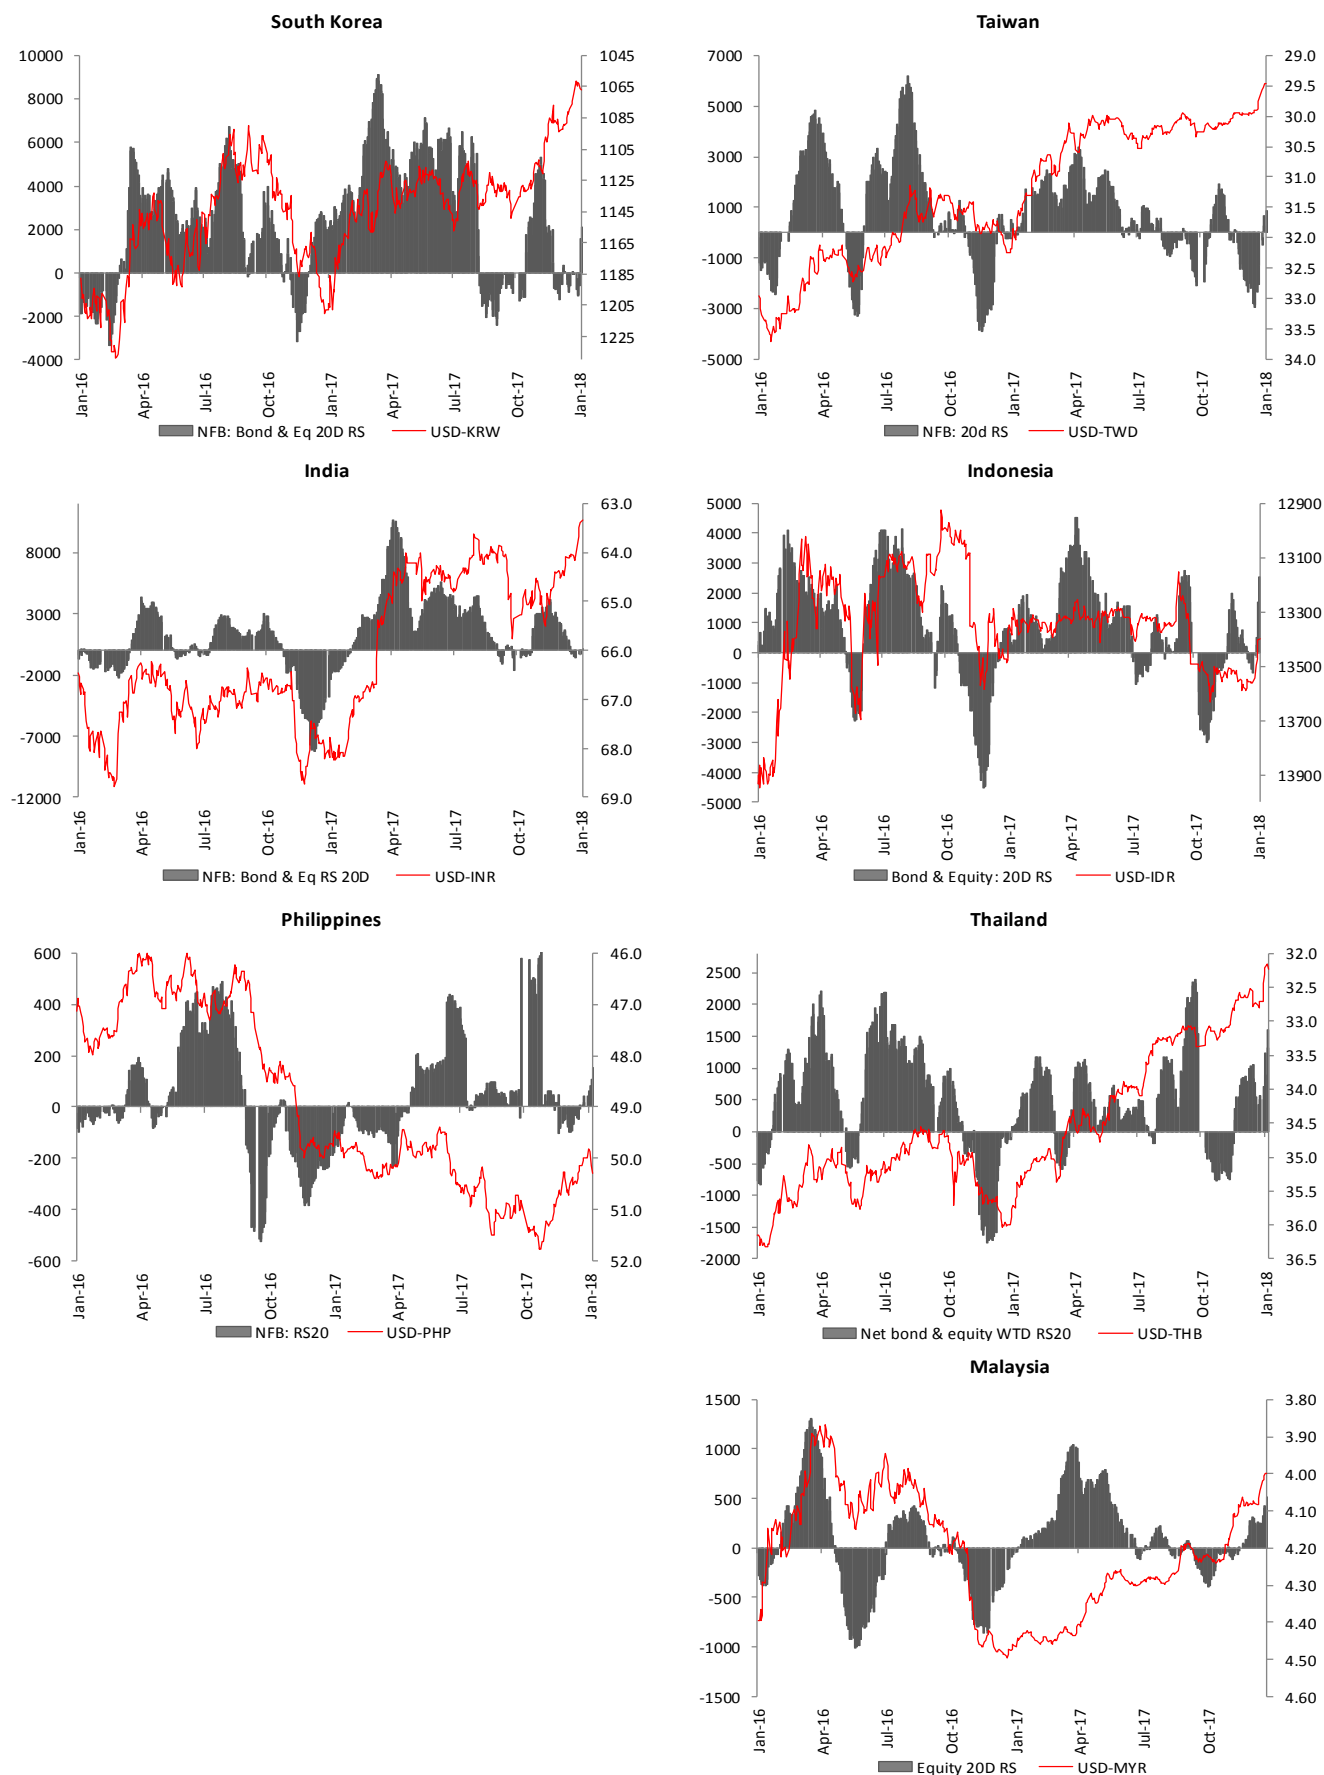 South Korea
10000
8000
6000
4000
2000
0
-2000
-4000
1045
1065
1085
1105
1125
1145
1165
1185
1205
1225
Jan-16
Apr-16
Jul-16
Oct-16
Jan-17
Apr-17
Jul-17
Oct-17
Jan-18
NFB: Bond & Eq 20D RS USD-KRW
Taiwan
7000
5000
3000
1000
-1000
-3000
-5000
29.0
29.5
30.0
30.5
31.0
31.5
32.0
32.5
33.0
33.5
34.0
Jan-16
Apr-16
Jul-16
Oct-16
Jan-17
Apr-17
Jul-17
Oct-17
Jan-18
NFB: 20d RS USD-TWD
India
8000
3000
-2000
-7000
-12000
63.0
64.0
65.0
66.0
67.0
68.0
69.0
Jan-16
Apr-16
Jul-16
Oct-16
Jan-17
Apr-17
Jul-17
Oct-17
Jan-18
NFB: Bond & Eq RS 20D USD-INR
Indonesia
5000
4000
3000
2000
1000
0
-1000
-2000
-3000
-4000
-5000
12900
13100
13300
13500
13700
13900
Jan-16
Apr-16
Jul-16
Oct-16
Jan-17
Apr-17
Jul-17
Oct-17
Jan-18
Bond & Equity: 20D RS USD-IDR
Philippines
600
400
200
0
-200
-400
-600
46.0
47.0
48.0
49.0
50.0
51.0
52.0
Jan-16
Apr-16
Jul-16
Oct-16
Jan-17
Apr-17
Jul-17
Oct-17
Jan-18
NFB: RS20 USD-PHP
Thailand
2500
2000
1500
1000
500
0
-500
-1000
-1500
-2000
32.0
32.5
33.0
33.5
34.0
34.5
35.0
35.5
36.0
36.5
Jan-16
Apr-16
Jul-16
Oct-16
Jan-17
Apr-17
Jul-17
Oct-17
Jan-18
Net bond & equity WTD RS20 USD-THB
Malaysia
1500
1000
500
0
-500
-1000
-1500
3.80
3.90
4.00
4.10
4.20
4.30
4.40
4.50
4.60
Jan-16
Apr-16
Jul-16
Oct-16
Jan-17
Apr-17
Jul-17
Oct-17
Equity 20D RS USD-MYR